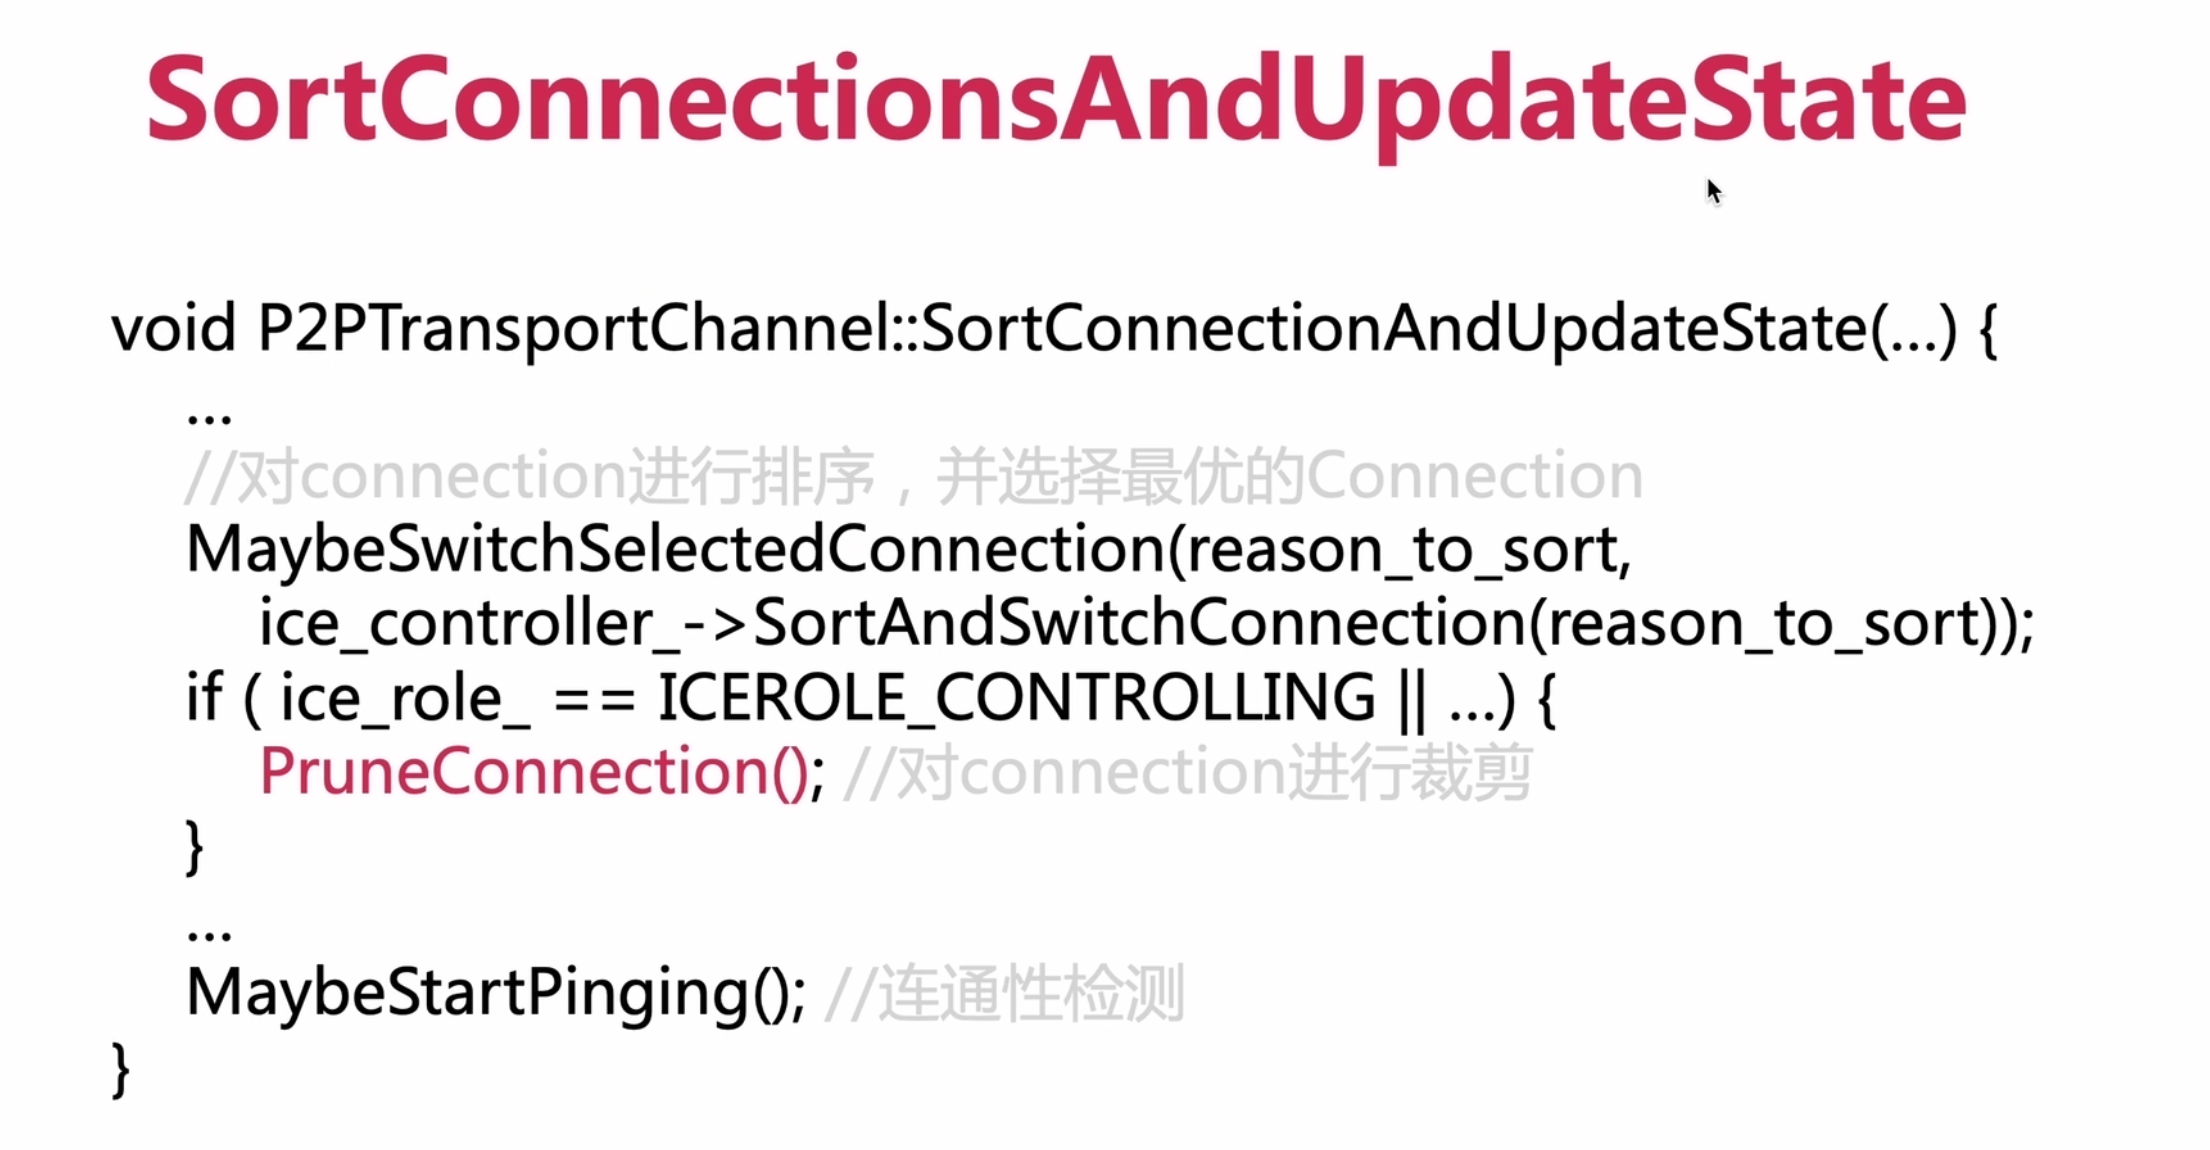 SortConnectionsAndUpdateState
void P2PTransportChannel::SortConnectionAndUpdateState(...) {
...
//对connection进行排序，并选择最优的Connection
MaybeSwitchSelectedConnection(reason_to_sort,
ice_controller_->SortAndSwitchConnection(reason_to_sort));
if ( ice_role_ == ICEROLE_CONTROLLING || ...) {
PruneConnection(); //对connection进行裁剪
}
...
MaybeStartPinging(); //连通性检测
}